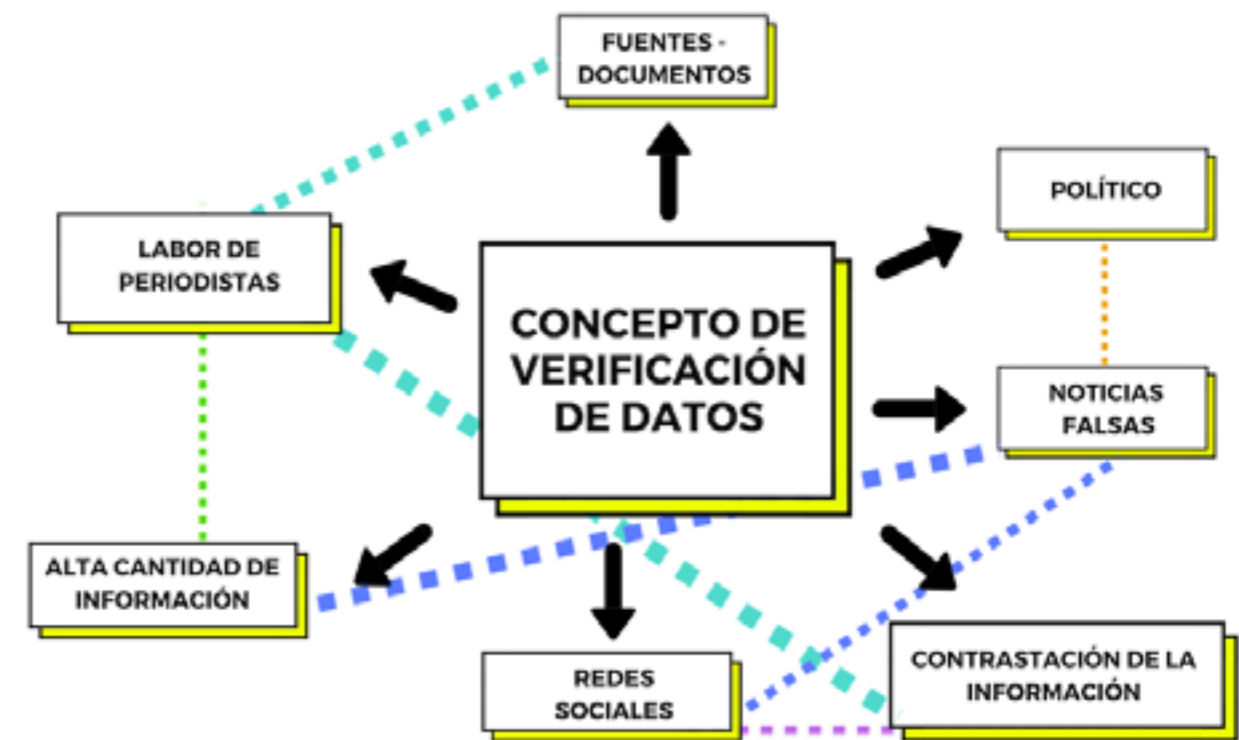 FUENTES -
DOCUMENTOS
POLÍTICO
LABOR DE
PERIODISTAS
CONCEPTO DE
VERIFICACIÓN
DE DATOS
NOTICIAS
FALSAS
ALTA CANTIDAD DE
INFORMACIÓN
REDES
SOCIALES
CONTRASTACIÓN DE LA
INFORMACIÓN